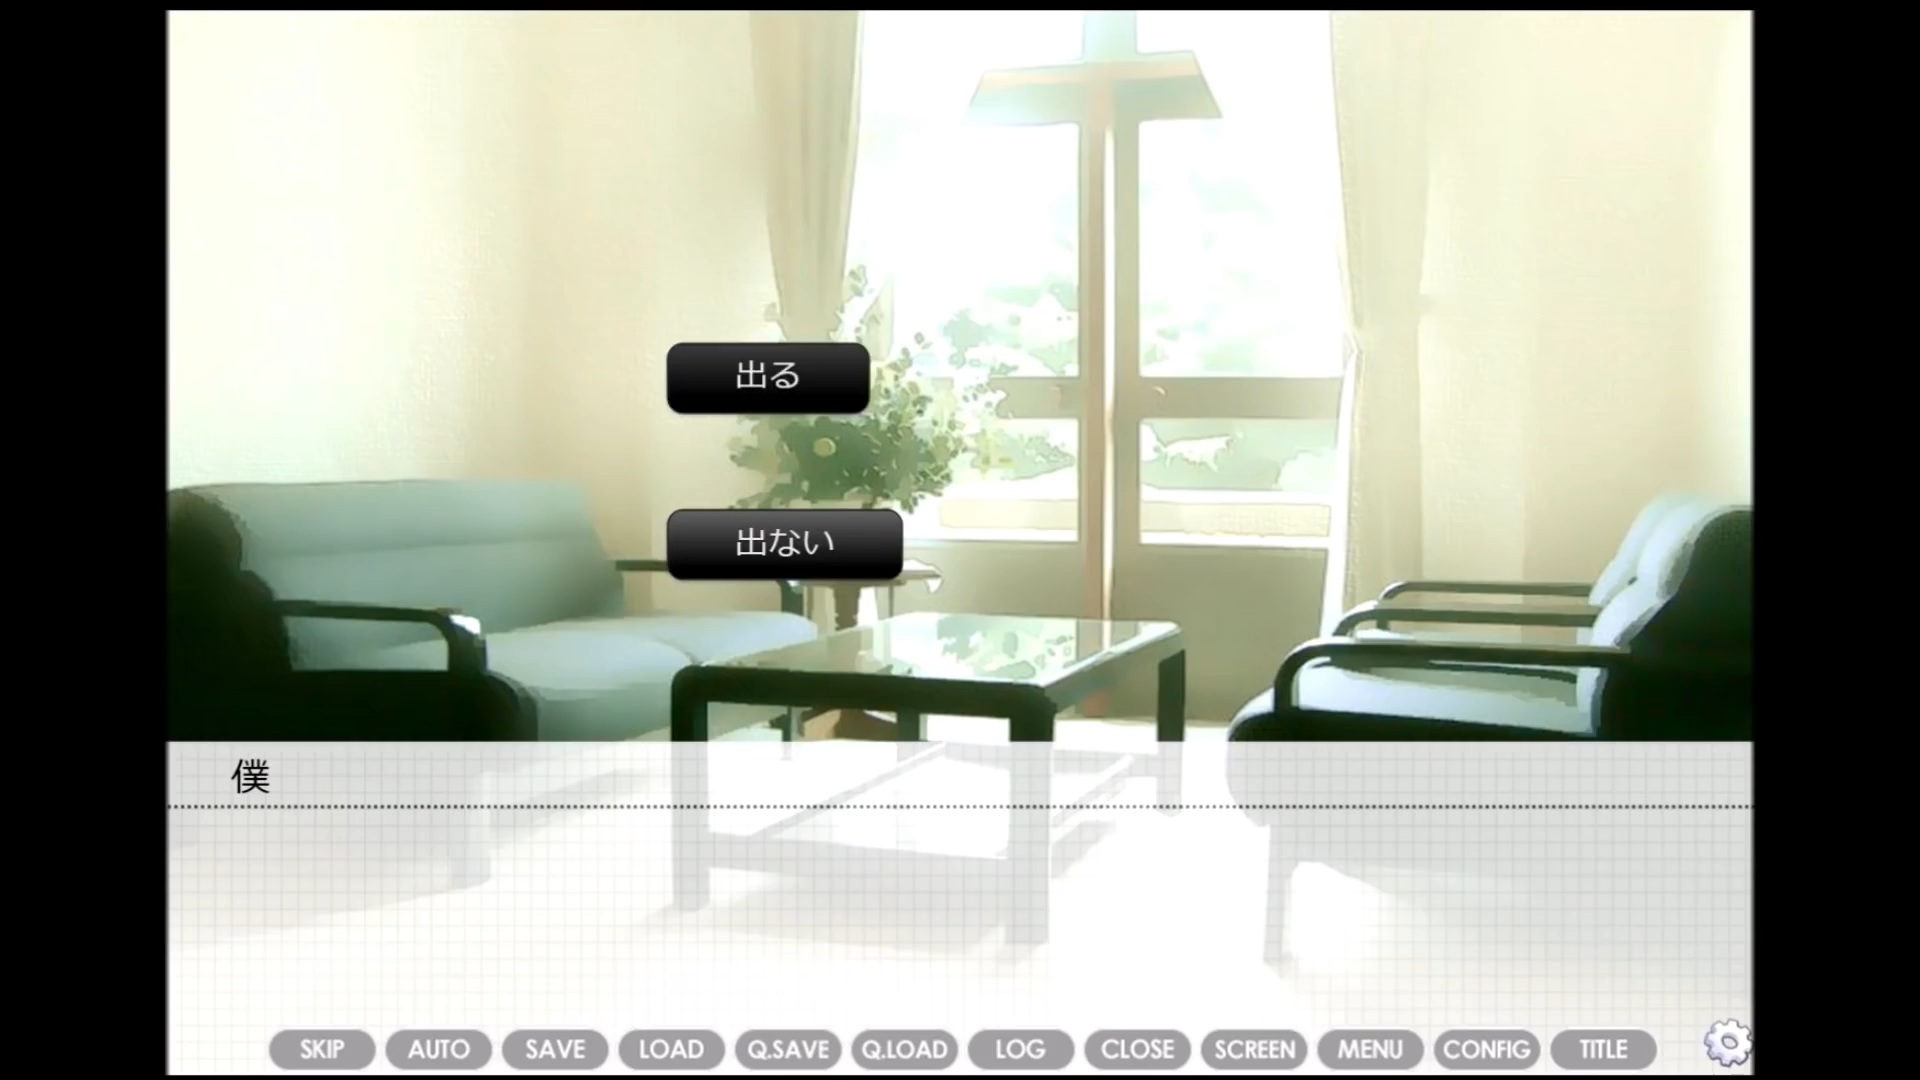 出る
出ない
僕
SKIP AUTO SAVE LOAD Q.SAVE Q.LOAD LOG CLOSE SCREEN MENU CONFIG TITLE